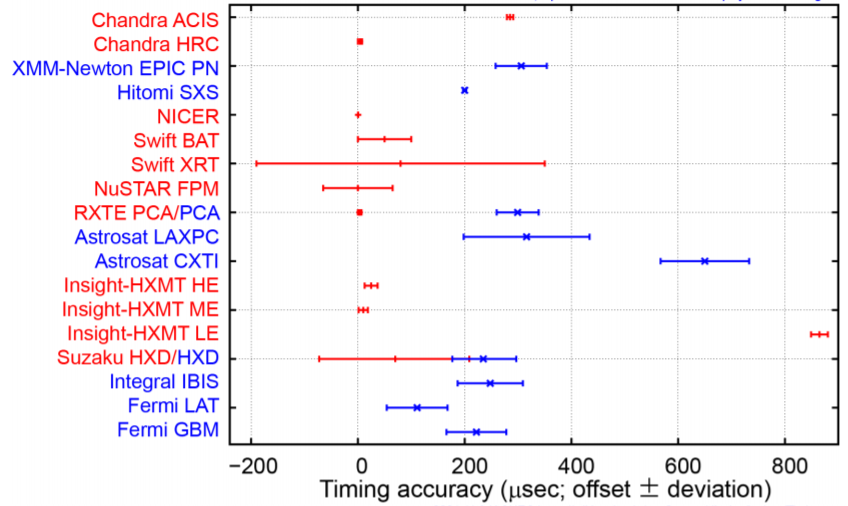 Chandra ACIS
Chandra HRC
XMM-Newton EPIC PN
Hitomi SXS
NICER
Swift BAT
Swift XRT
NuSTAR FPM
RXTE PCA/PCA
Astrosat LAXPC
Astrosat CXTI
Insight-HXMT HE
Insight-HXMT ME
Insight-HXMT LE
Suzaku HXD/HXD
Integral IBIS
Fermi LAT
Fermi GBM
−200 0 200 400 600 800
Timing accuracy (μsec; offset ± deviation)